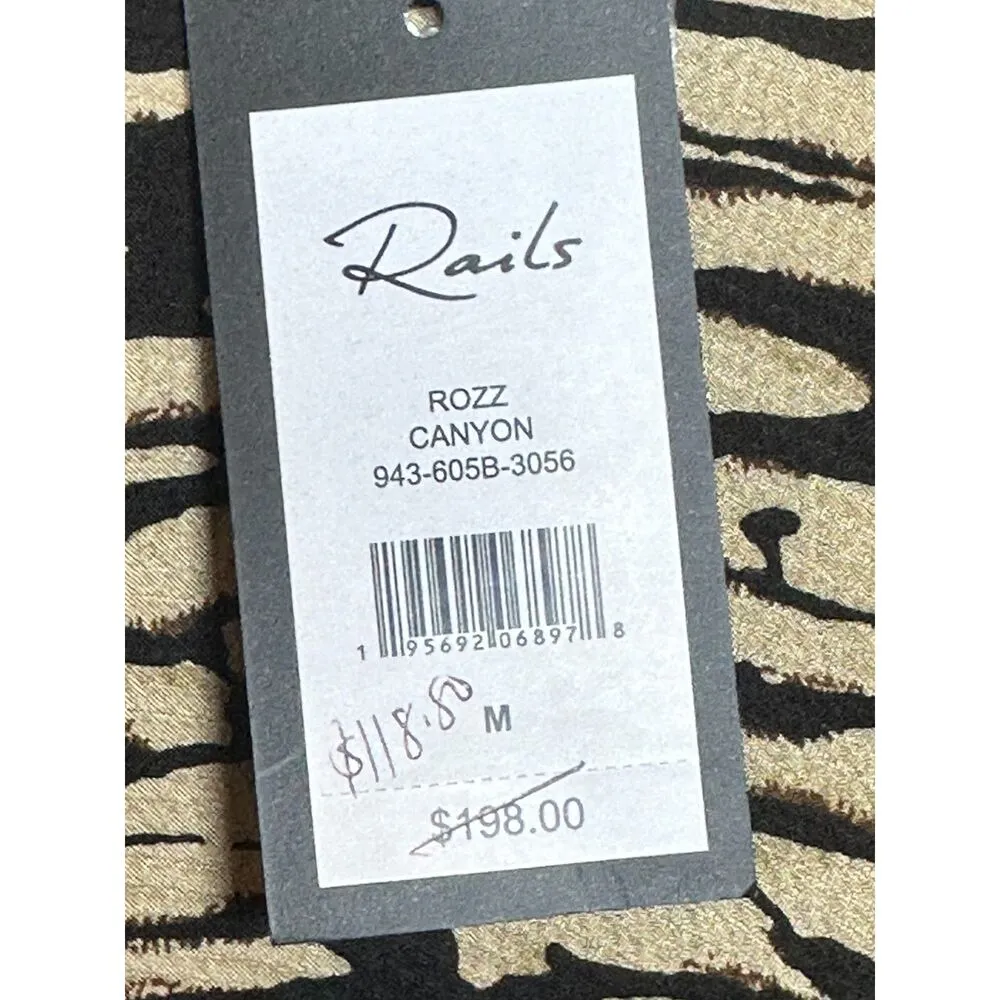 Rails
ROZZ
CANYON
943-605B-3056
1 95692 06897 8
$118.80 M
$198.00